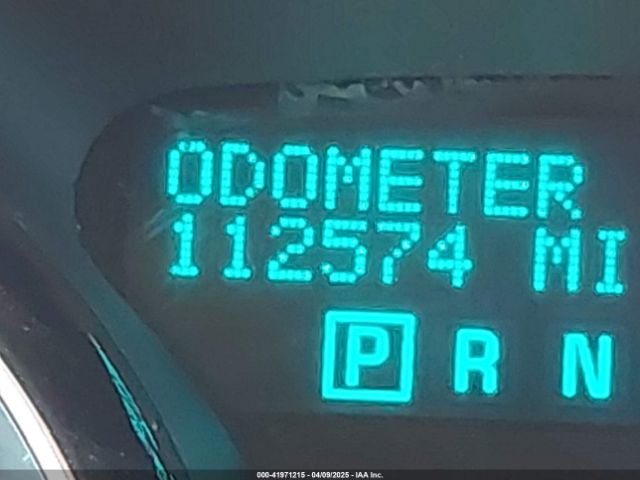 ODOMETER
112574 MI
P R N
000-41971215 - 04/09/2025 - IAA Inc.